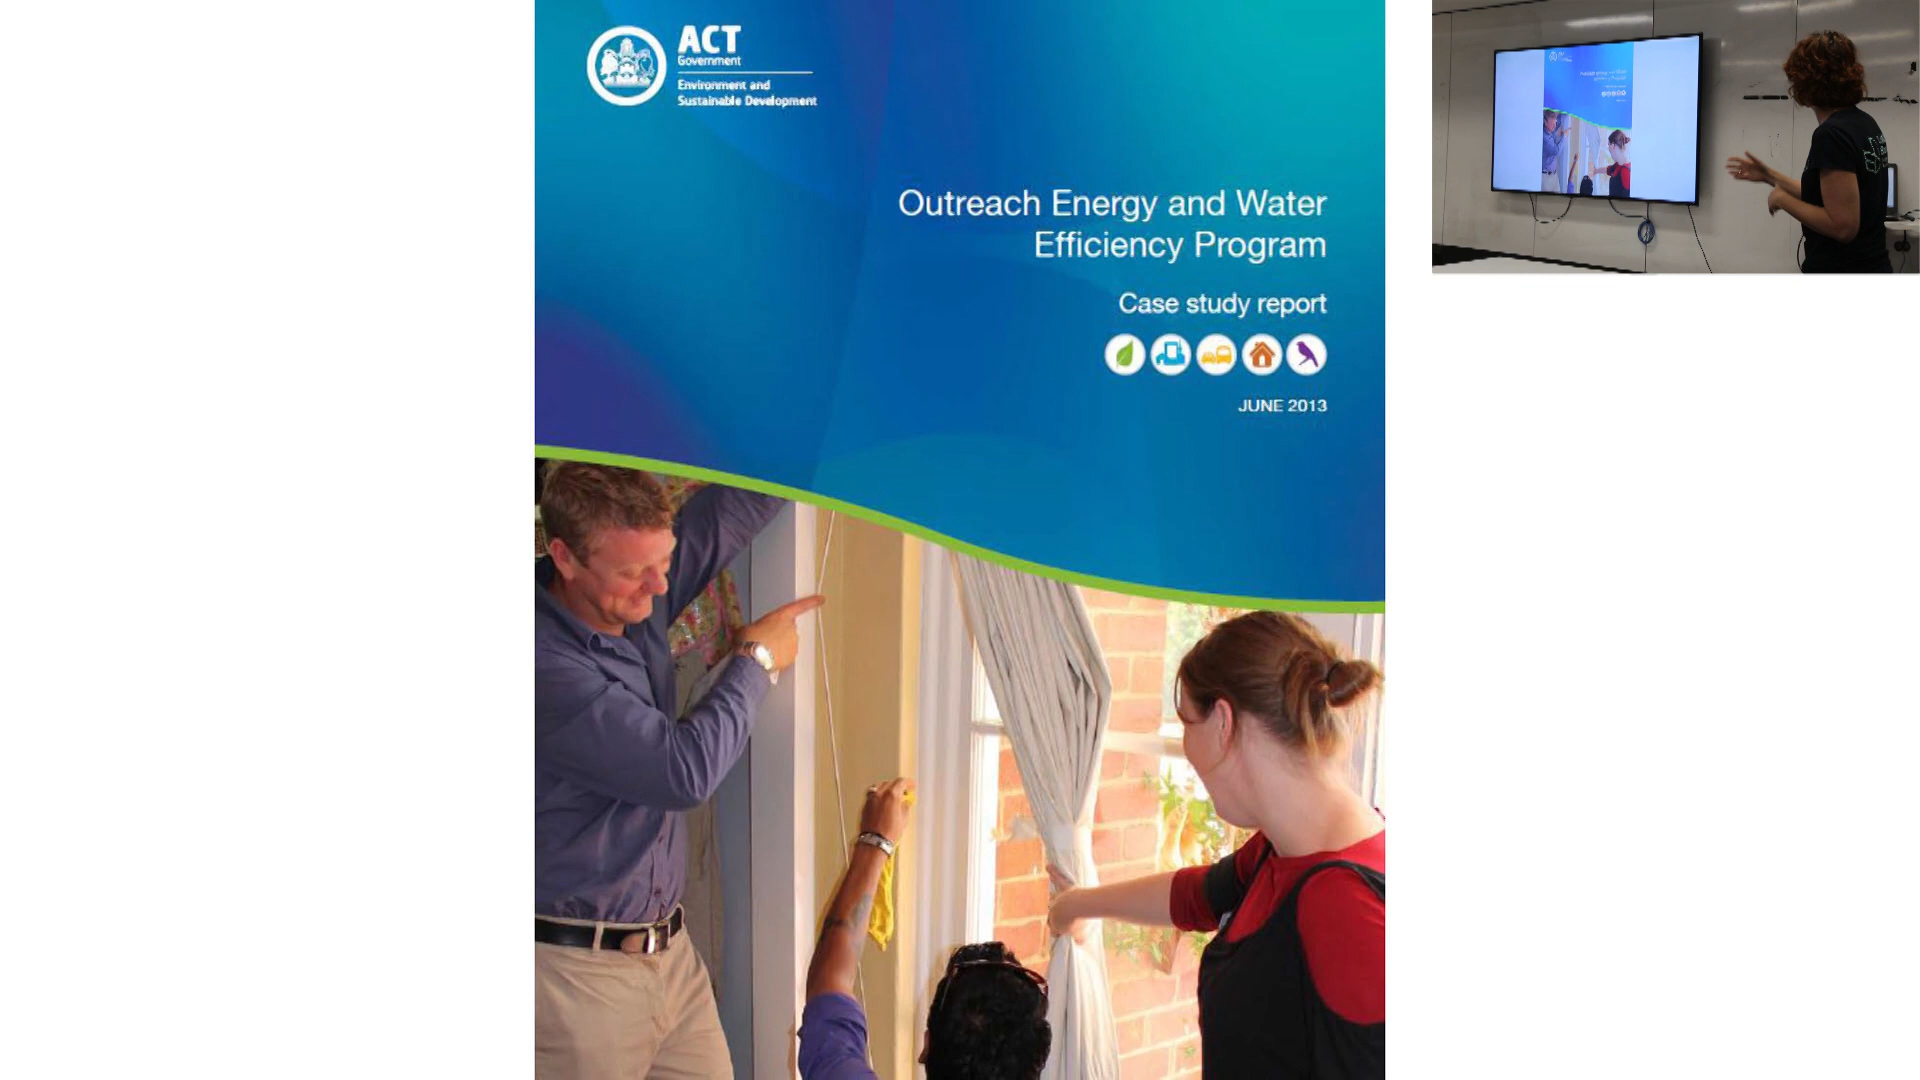 ACT
Government
Environment and
Sustainable Development
Outreach Energy and Water
Efficiency Program
Case study report
JUNE 2013